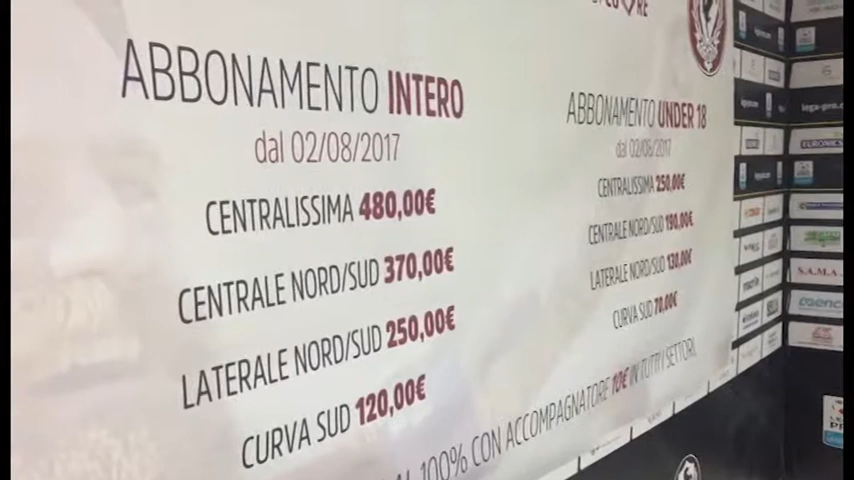 ABBONAMENTO INTERO
dal 02/08/2017
CENTRALISSIMA 480,00€
CENTRALE NORD/SUD 370,00€
LATERALE NORD/SUD 250,00€
CURVA SUD 120,00€
ABBONAMENTO UNDER 18
dal 02/08/2017
CENTRALISSIMA 250,00€
CENTRALE NORD/SUD 190,00€
LATERALE NORD/SUD 130,00€
CURVA SUD 70,00€
AL 100% CON ACCOMPAGNATORE 10€ IN TUTTI I SETTORI
lega-pro.c
EURONICS
S.A.M.A.